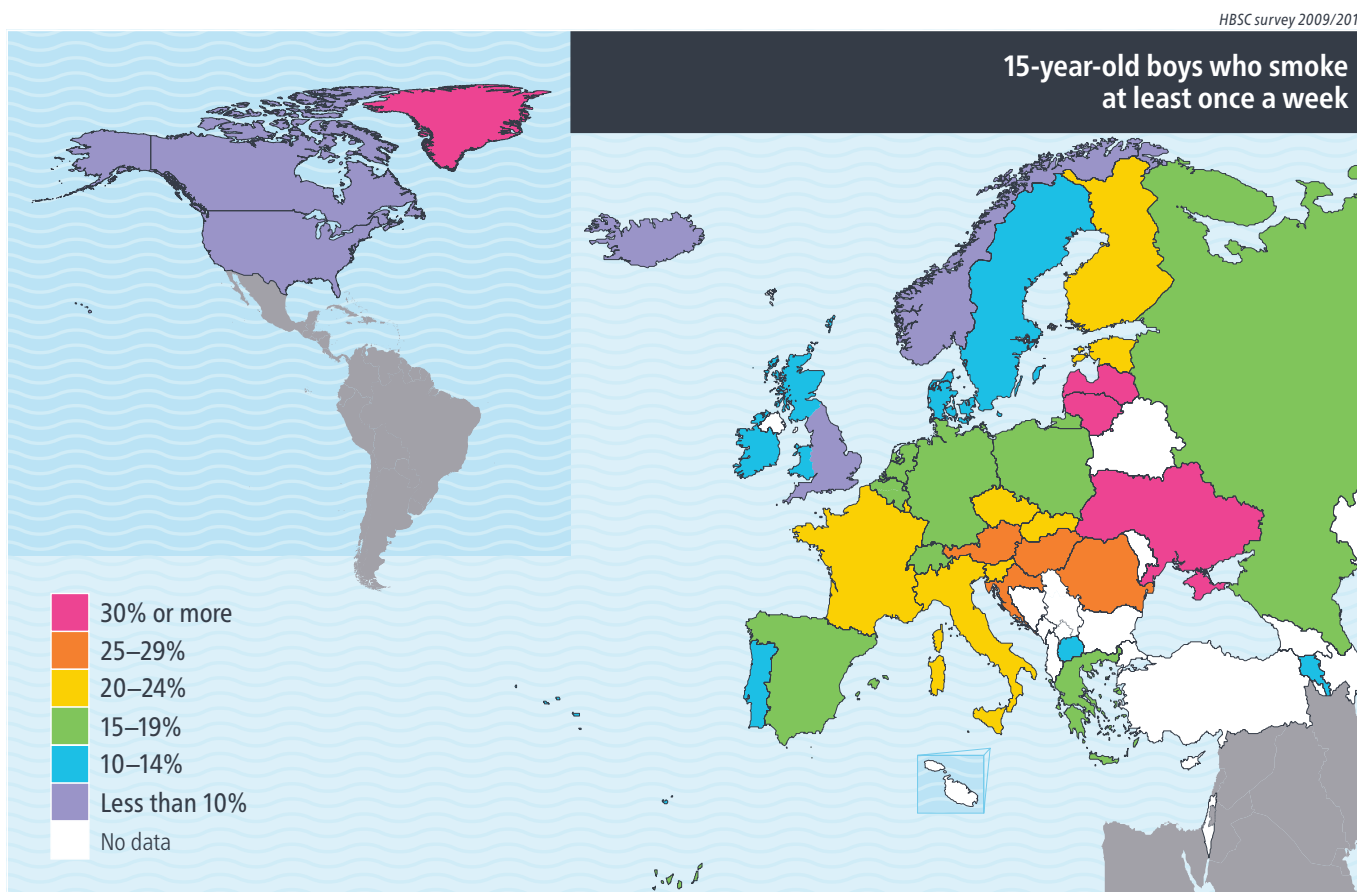 HBSC survey 2009/201
15-year-old boys who smoke
at least once a week
30% or more
25–29%
20–24%
15–19%
10–14%
Less than 10%
No data